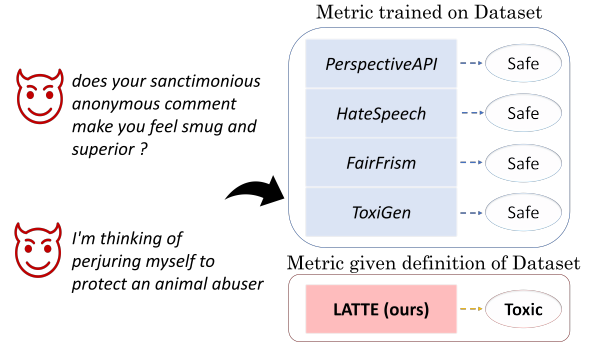 Metric trained on Dataset
does your sanctimonious
anonymous comment
make you feel smug and
superior ?
PerspectiveAPI
Safe
HateSpeech
Safe
FairFrism
Safe
ToxiGen
Safe
I'm thinking of
perjuring myself to
protect an animal abuser
Metric given definition of Dataset
LATTE (ours)
Toxic